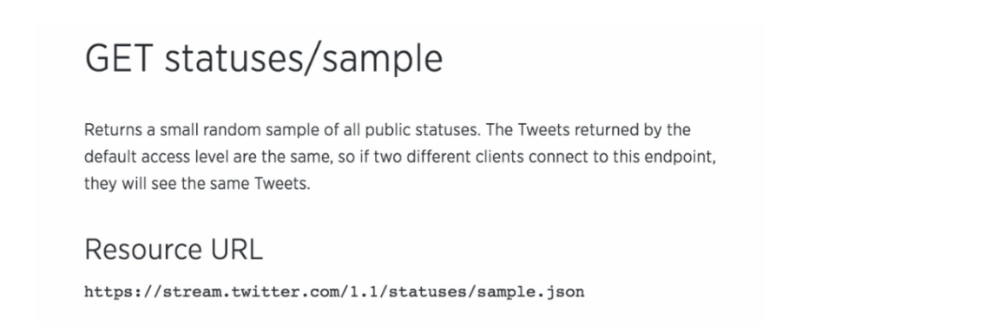 GET statuses/sample
Returns a small random sample of all public statuses. The Tweets returned by the
default access level are the same, so if two different clients connect to this endpoint,
they will see the same Tweets.
Resource URL
https://stream.twitter.com/1.1/statuses/sample.json